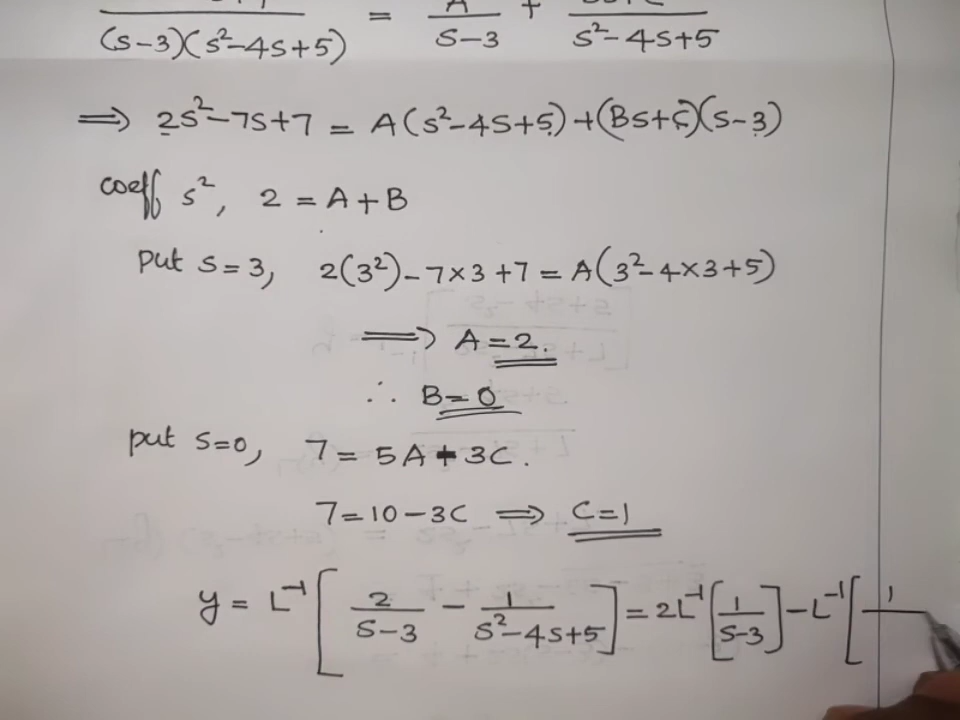 (s-3)(s²-4s+5) = A/(s-3) + /(s²-4s+5)
⟹ 2s²-7s+7 = A(s²-4s+5)+(Bs+C)(s-3)
coeff s², 2 = A+B
put s=3, 2(3²)-7×3+7 = A(3²-4×3+5)
⟹ A=2.
∴ B=0
put s=0, 7 = 5A-3C.
7=10-3C ⟹ C=1
y = L⁻¹[2/(s-3) - 1/(s²-4s+5)] = 2L⁻¹[1/(s-3)] - L⁻¹[1/